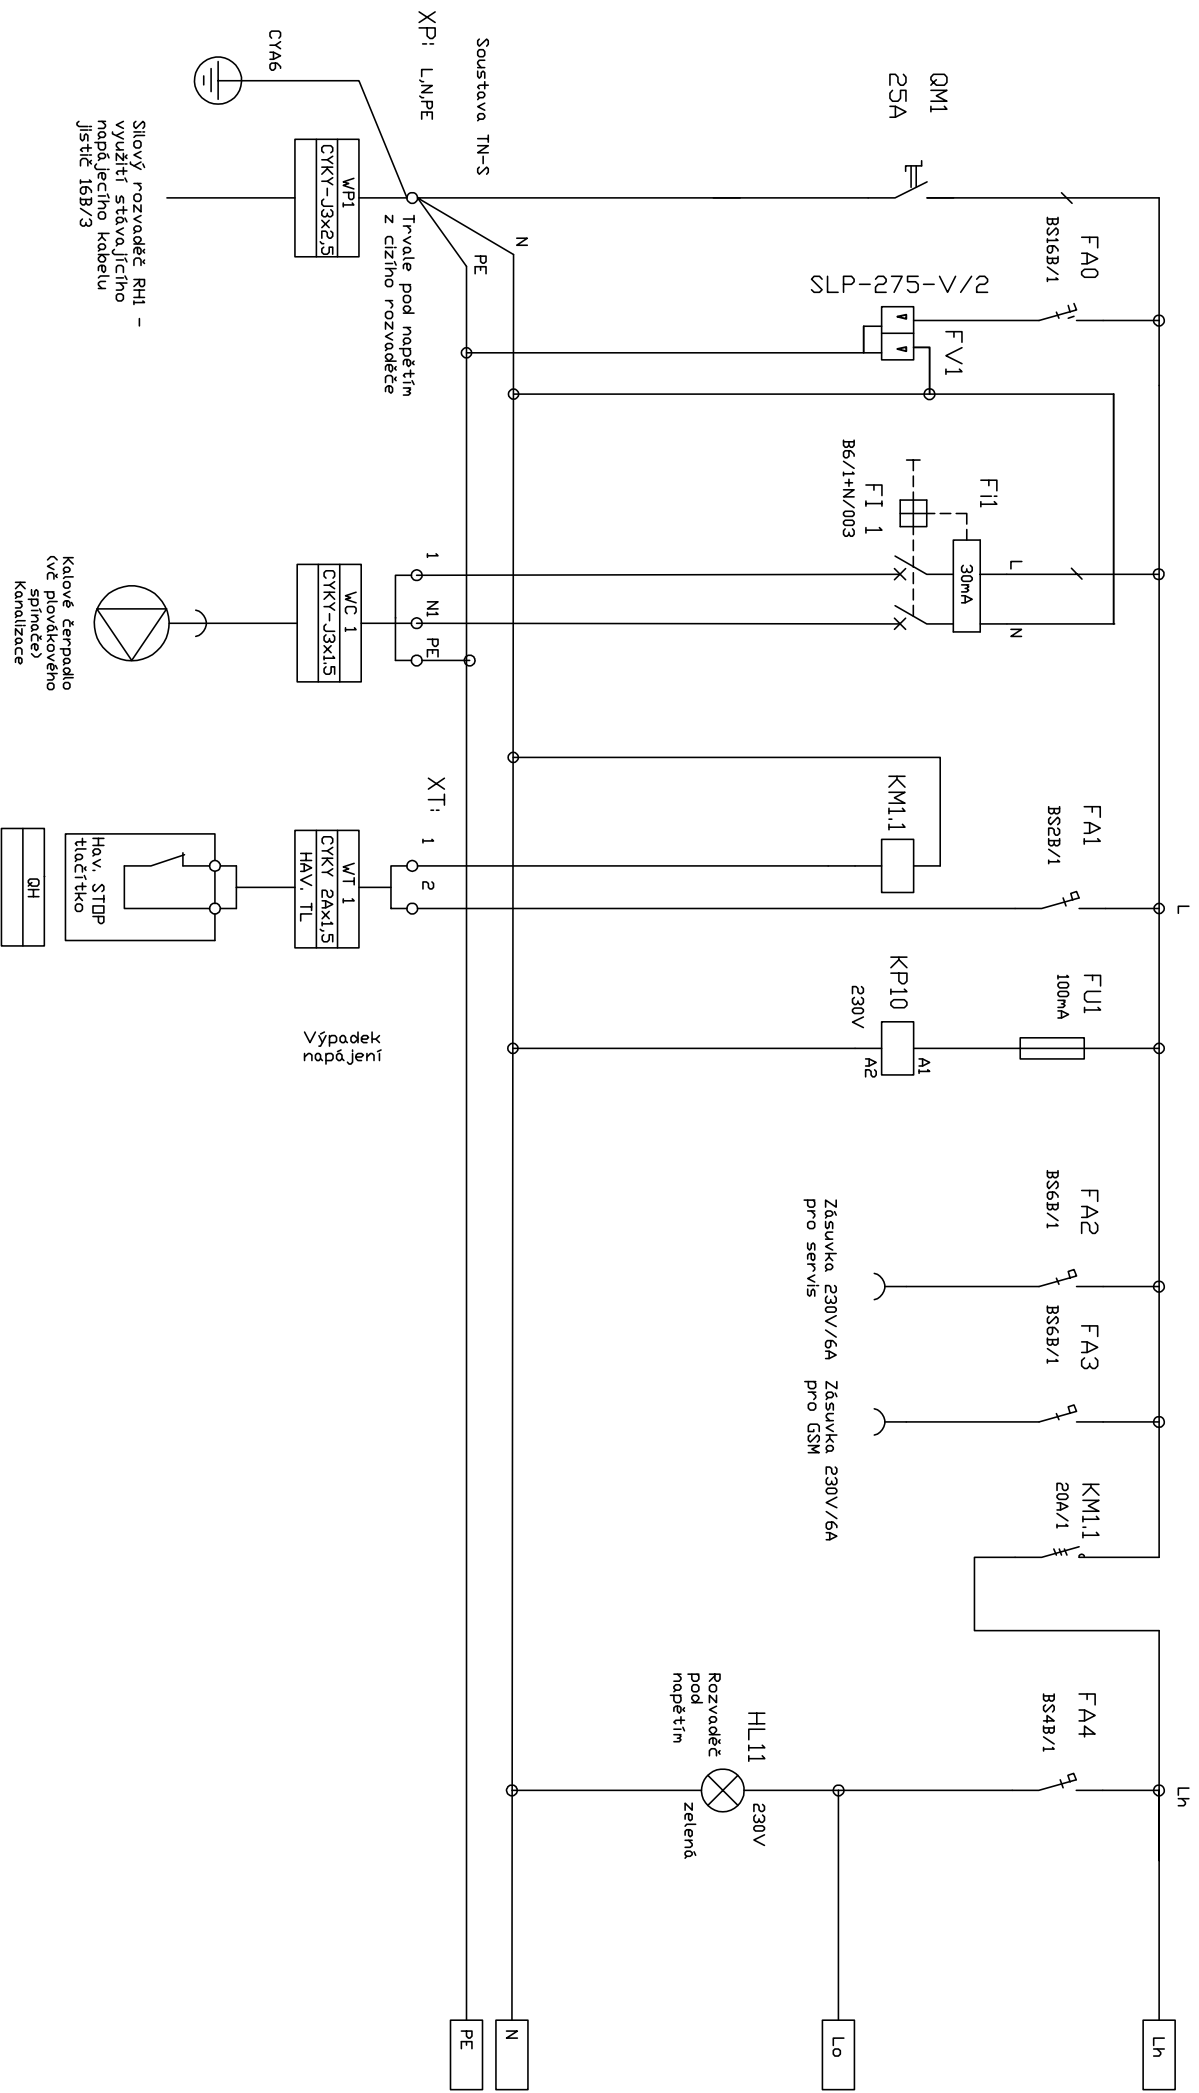 L
Lh
QM1
25A
FA0
BS16B/1
SLP-275-V/2
FV1
Fi1
30mA
L
N
FI 1
B6/1+N/003
FA1
BS2B/1
KM1.1
FU1
100mA
KP10
230V
A1
A2
FA2
BS6B/1
Zásuvka 230V/6A
pro servis
FA3
BS6B/1
Zásuvka 230V/6A
pro GSM
KM1.1
20A/1
FA4
BS4B/1
HL11
230V
Rozvaděč
pod
napětím
zelená
Lh
Lo
N
PE
Soustava TN-S
N
PE
XP: L,N,PE
Trvale pod napětím
z cizího rozvaděče
CYA6
WP1
CYKY-J3x2,5
Silový rozvaděč RH1 -
využití stávajícího
napájecího kabelu
jistič 16B/3
1
N1
PE
WC 1
CYKY-J3x1.5
Kalové čerpadlo
(vč plovákového
spínače)
Kanalizace
XT:
1
2
WT 1
CYKY 2Ax1,5
HAV. TL
Hav. STOP
tlačítko
QH
Výpadek
napájení